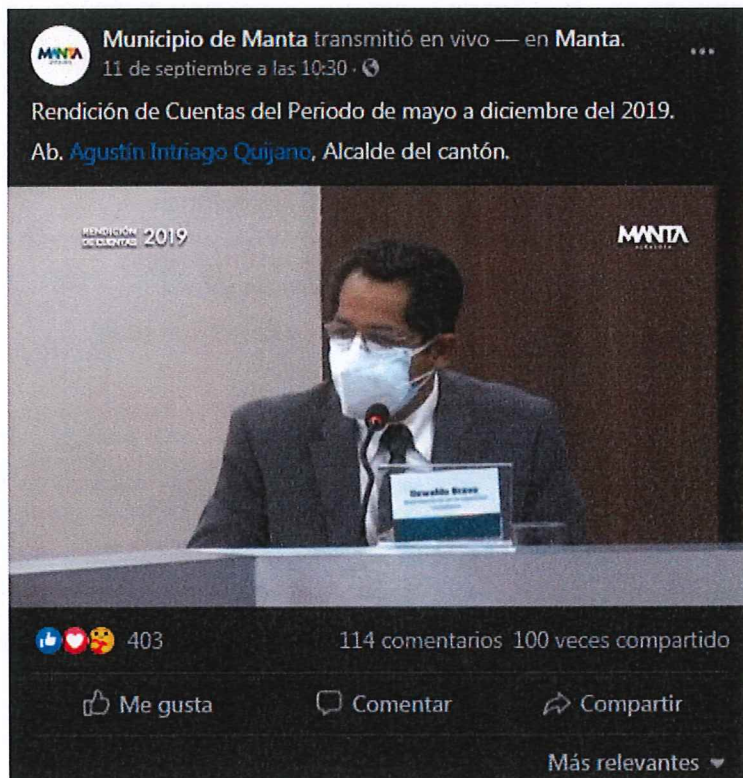 MANTA
Municipio de Manta transmitió en vivo — en Manta.
11 de septiembre a las 10:30 ·
Rendición de Cuentas del Periodo de mayo a diciembre del 2019.
Ab. Agustín Intriago Quijano, Alcalde del cantón.
RENDICIÓN
DE CUENTAS 2019
MANTA
ALCALDÍA
Oswaldo Bravo
403
114 comentarios 100 veces compartido
Me gusta
Comentar
Compartir
Más relevantes